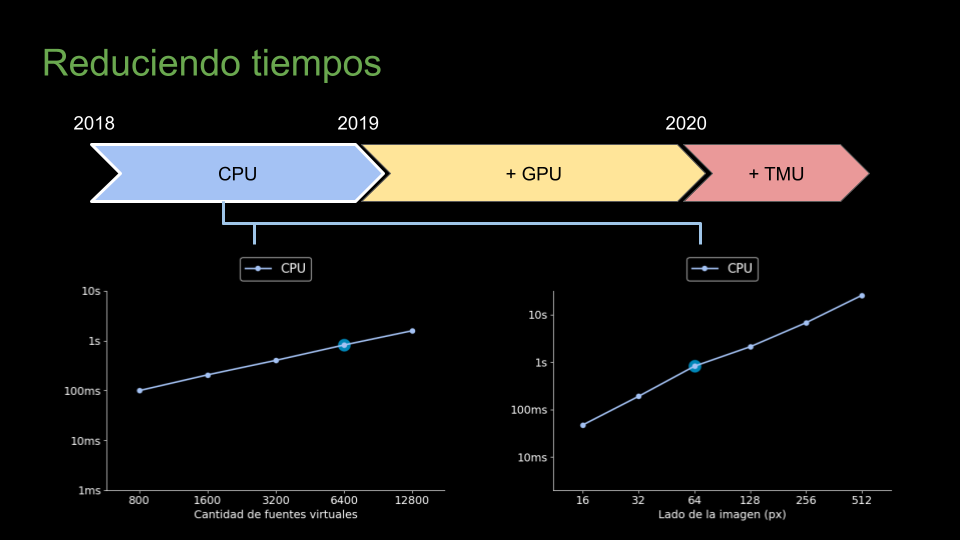 Reduciendo tiempos
2018 2019 2020
CPU + GPU + TMU
CPU
10s
1s
100ms
10ms
1ms
800 1600 3200 6400 12800
Cantidad de fuentes virtuales
CPU
10s
1s
100ms
10ms
16 32 64 128 256 512
Lado de la imagen (px)